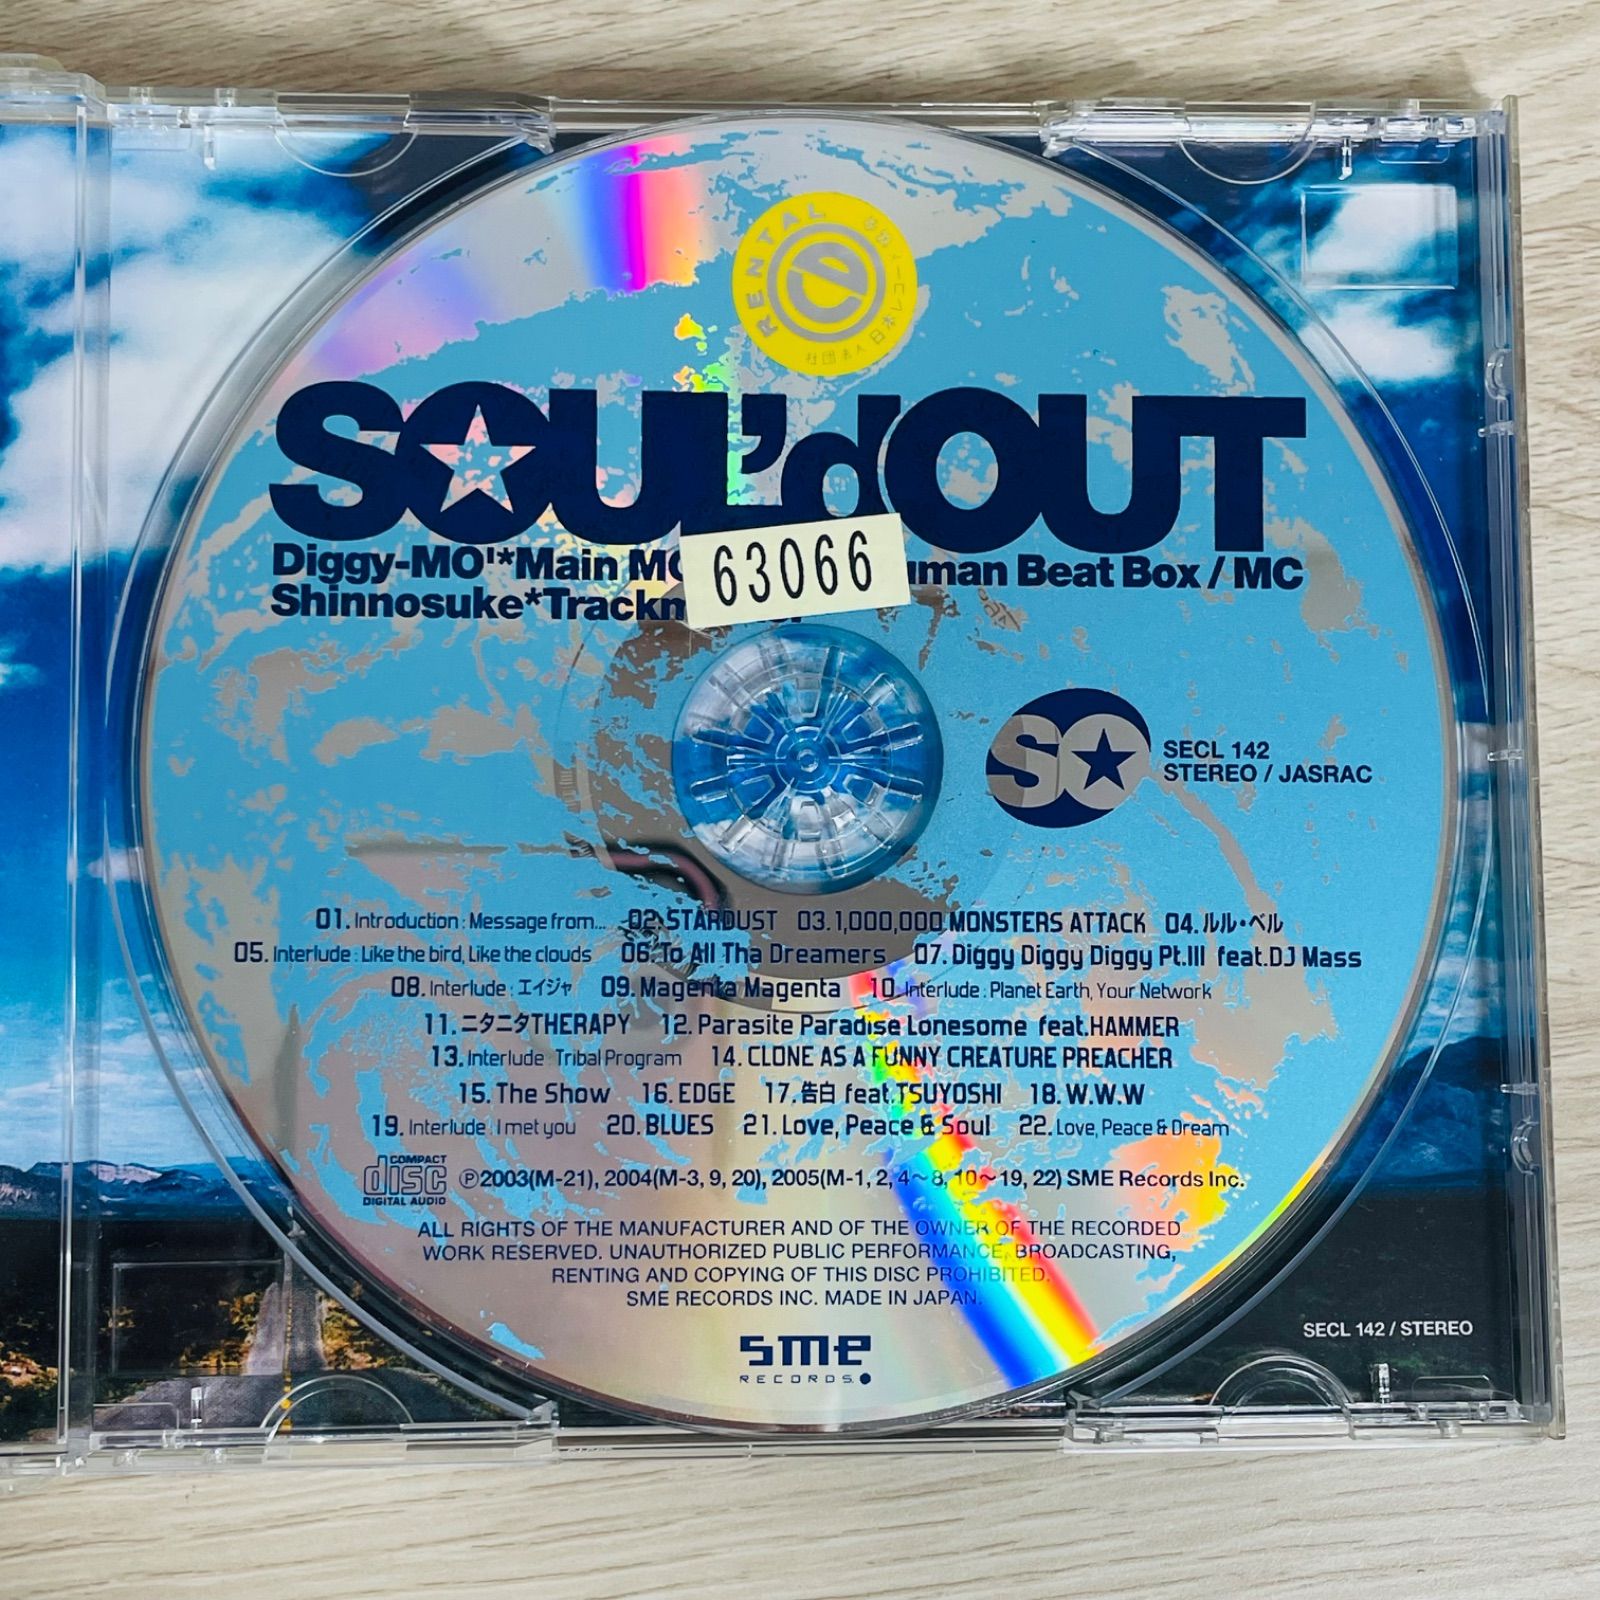 RENTAL
社団法人 日本
SOUL'dOUT
Diggy-MO'*Main
Human Beat Box / MC
63066
Shinnosuke*
SO★
SECL 142
STEREO / JASRAC
01. Introduction : Message from... 02. STARDUST 03. 1,000,000 MONSTERS ATTACK 04. ルル・ベル
05. Interlude : Like the bird, Like the clouds 06. To All Tha Dreamers 07. Diggy Diggy Diggy Pt.III feat.DJ Mass
08. Interlude : エイジャ 09. Magenta Magenta 10. Interlude : Planet Earth, Your Network
11. ニタニタTHERAPY 12. Parasite Paradise Lonesome feat.HAMMER
13. Interlude : Tribal Program 14. CLONE AS A FUNNY CREATURE PREACHER
15. The Show 16. EDGE 17. 告白 feat.TSUYOSHI 18. W.W.W
19. Interlude : I met you 20. BLUES 21. Love, Peace & Soul 22. Love, Peace & Dream
COMPACT
disc
DIGITAL AUDIO
℗2003(M-21), 2004(M-3, 9, 20), 2005(M-1, 2, 4～8, 10～19, 22) SME Records Inc.
ALL RIGHTS OF THE MANUFACTURER AND OF THE OWNER OF THE RECORDED
WORK RESERVED. UNAUTHORIZED PUBLIC PERFORMANCE, BROADCASTING,
RENTING AND COPYING OF THIS DISC PROHIBITED.
SME RECORDS INC. MADE IN JAPAN.
SECL 142 / STEREO
sme
RECORDS